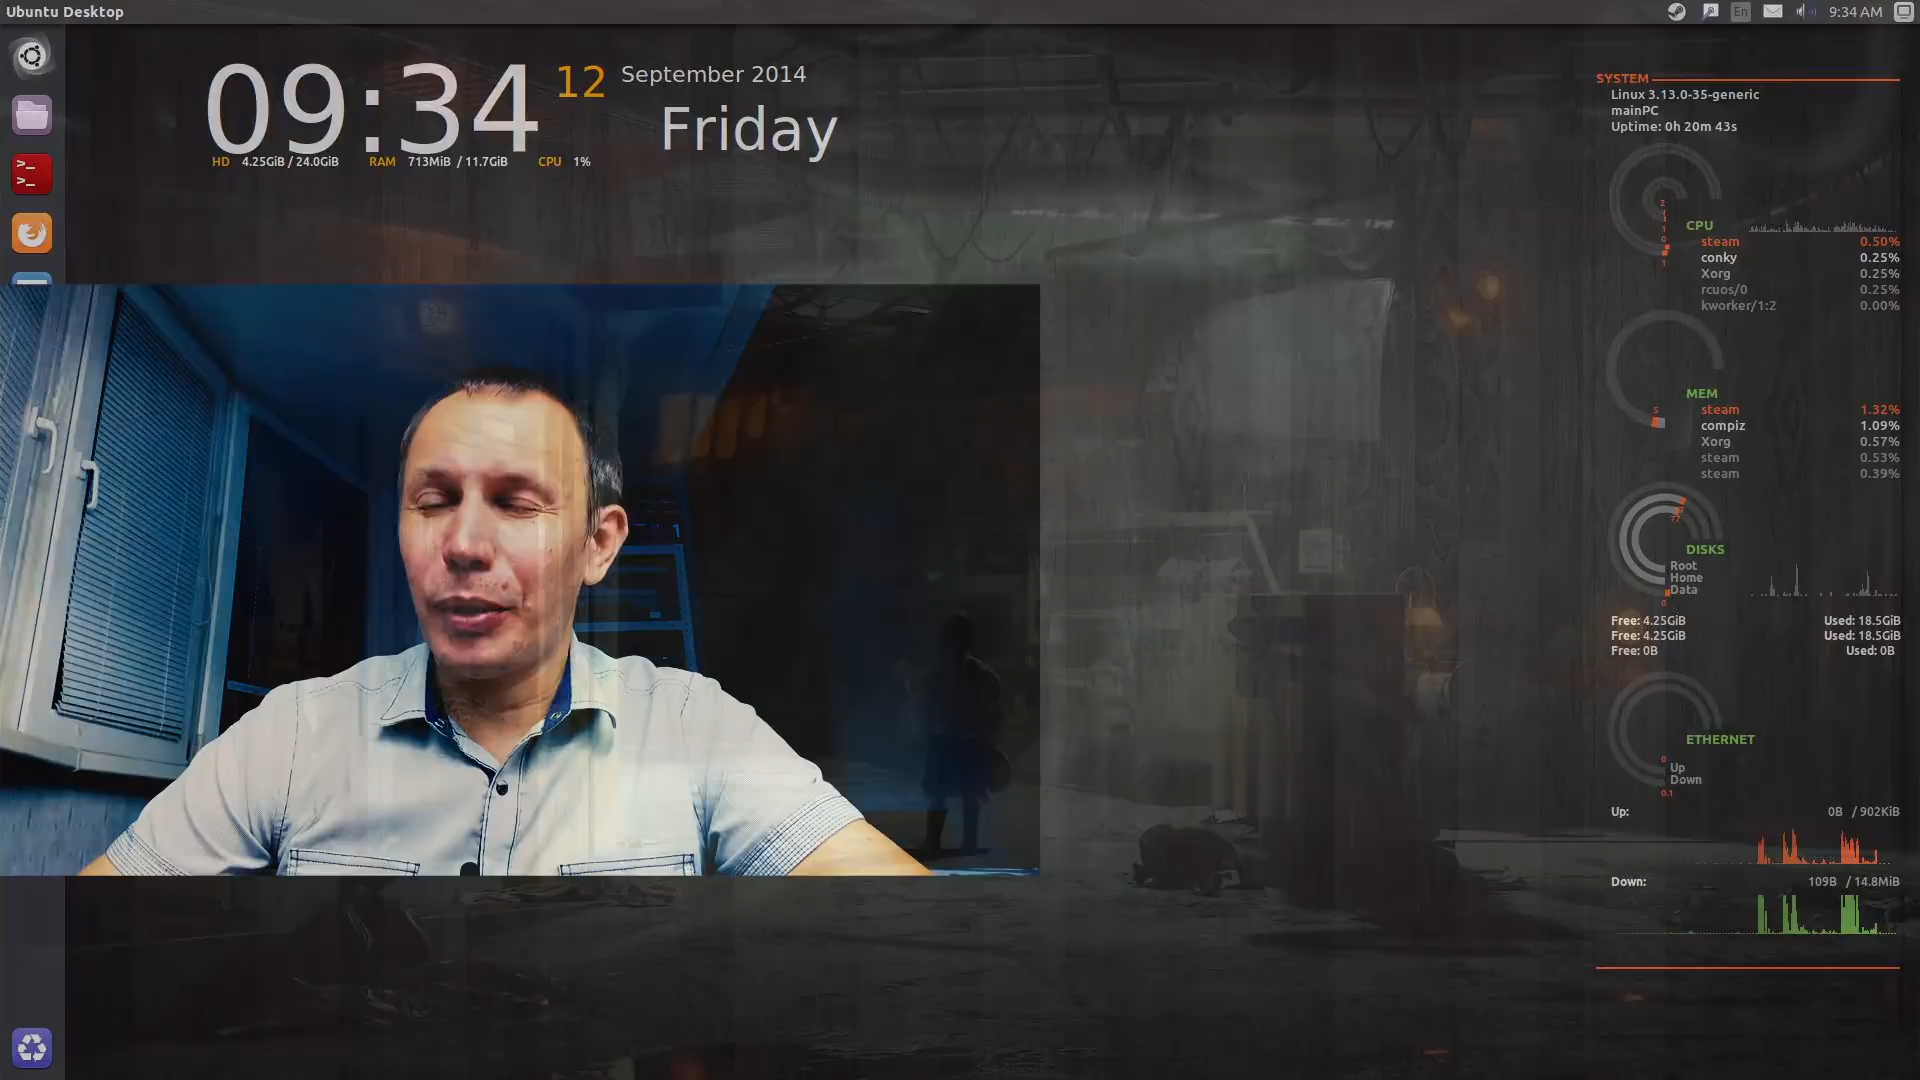 Ubuntu Desktop
En
9:34 AM
09:34
12
September 2014
Friday
HD 4.25GiB / 24.0GiB RAM 713MiB / 11.7GiB CPU 1%
SYSTEM
Linux 3.13.0-35-generic
mainPC
Uptime: 0h 20m 43s
CPU
steam 0.50%
conky 0.25%
Xorg 0.25%
rcuos/0 0.25%
kworker/1:2 0.00%
MEM
steam 1.32%
compiz 1.09%
Xorg 0.57%
steam 0.53%
steam 0.39%
77
DISKS
Root
Home
Data
0
Free: 4.25GiB Used: 18.5GiB
Free: 4.25GiB Used: 18.5GiB
Free: 0B Used: 0B
ETHERNET
0
Up
Down
0.1
Up: 0B / 902KiB
Down: 109B / 14.8MiB